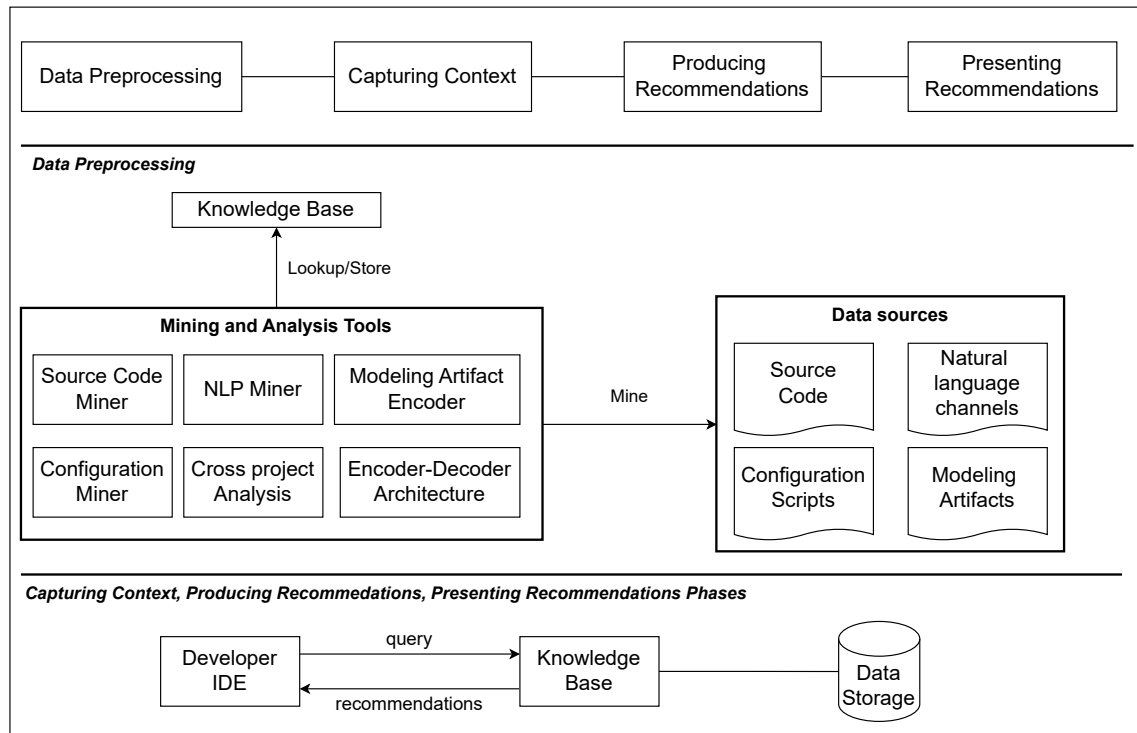 Data Preprocessing
Capturing Context
Producing
Recommendations
Presenting
Recommendations
Data Preprocessing
Knowledge Base
Lookup/Store
Mining and Analysis Tools
Source Code
Miner
NLP Miner
Modeling Artifact
Encoder
Configuration
Miner
Cross project
Analysis
Encoder-Decoder
Architecture
Mine
Data sources
Source
Code
Natural
language
channels
Configuration
Scripts
Modeling
Artifacts
Capturing Context, Producing Recommedations, Presenting Recommendations Phases
Developer
IDE
query
recommendations
Knowledge
Base
Data
Storage